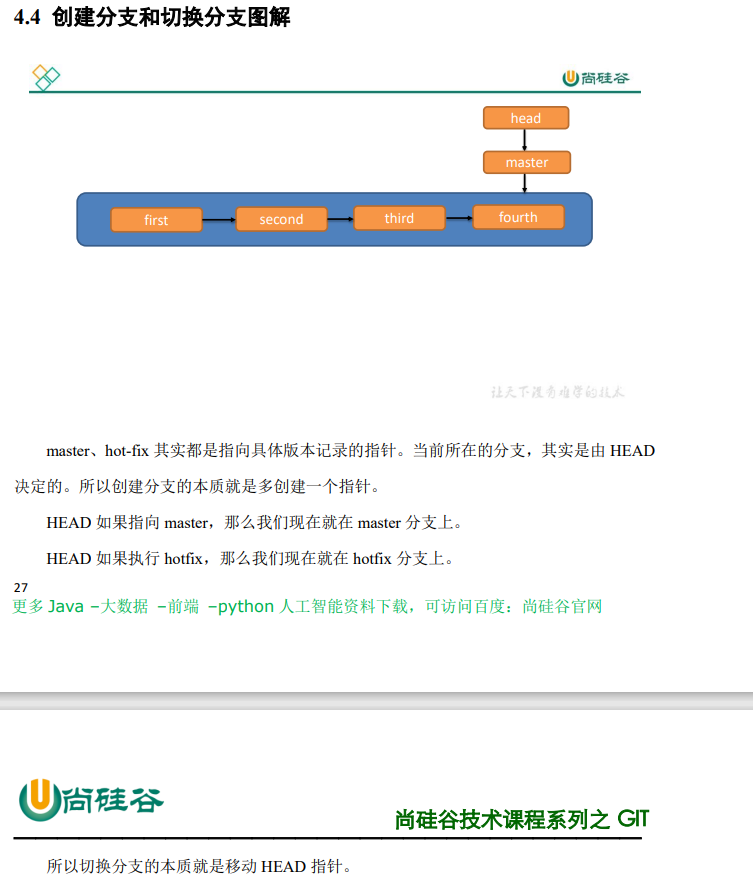 4.4 创建分支和切换分支图解
尚硅谷
head
master
first second third fourth
让天下没有难学的技术
master、hot-fix 其实都是指向具体版本记录的指针。当前所在的分支，其实是由 HEAD
决定的。所以创建分支的本质就是多创建一个指针。
HEAD 如果指向 master，那么我们现在就在 master 分支上。
HEAD 如果执行 hotfix，那么我们现在就在 hotfix 分支上。
27
更多 Java –大数据 –前端 –python 人工智能资料下载，可访问百度：尚硅谷官网
尚硅谷
尚硅谷技术课程系列之 GIT
所以切换分支的本质就是移动 HEAD 指针。